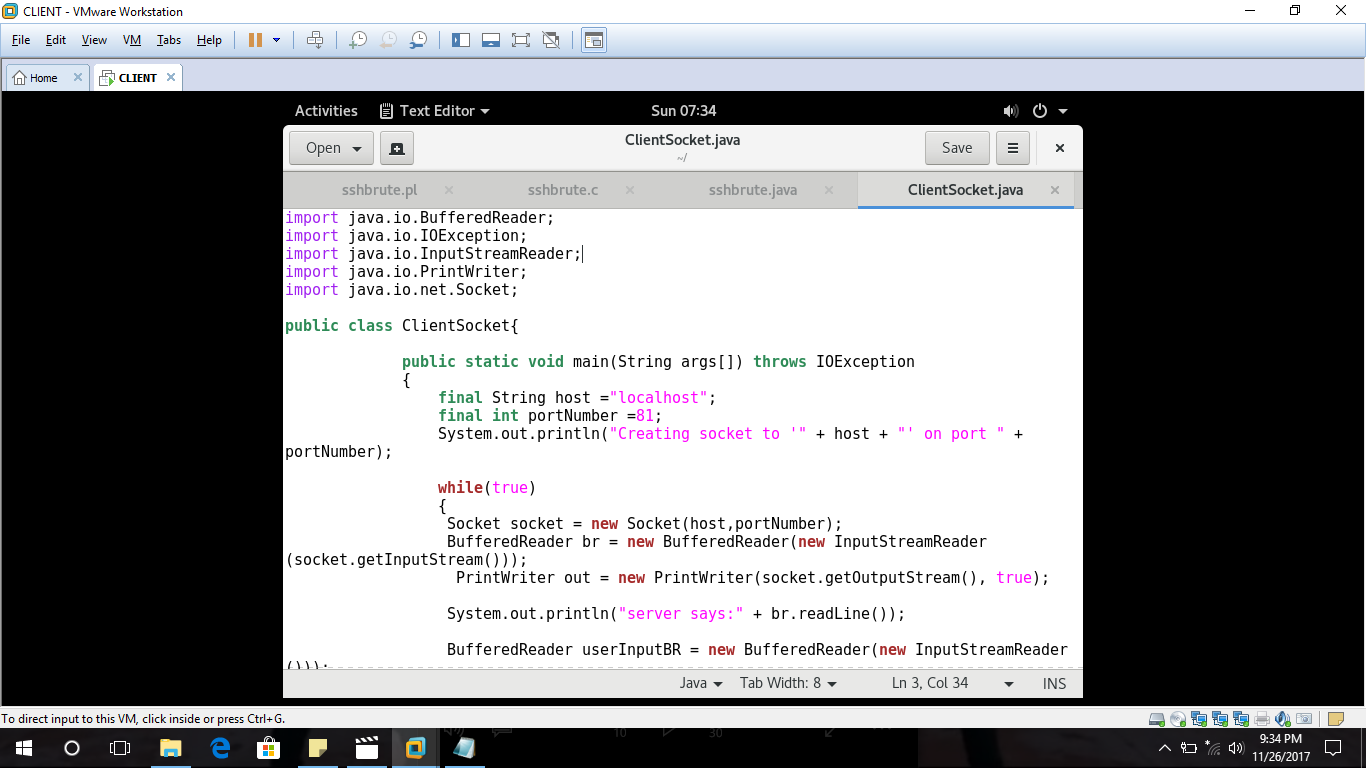 CLIENT - VMware Workstation
File Edit View VM Tabs Help
Home CLIENT
Activities Text Editor Sun 07:34
Open ClientSocket.java Save
~/
sshbrute.pl sshbrute.c sshbrute.java ClientSocket.java
import java.io.BufferedReader;
import java.io.IOException;
import java.io.InputStreamReader;
import java.io.PrintWriter;
import java.io.net.Socket;
public class ClientSocket{
public static void main(String args[]) throws IOException
{
final String host ="localhost";
final int portNumber =81;
System.out.println("Creating socket to '" + host + "' on port " +
portNumber);
while(true)
{
Socket socket = new Socket(host,portNumber);
BufferedReader br = new BufferedReader(new InputStreamReader
(socket.getInputStream()));
PrintWriter out = new PrintWriter(socket.getOutputStream(), true);
System.out.println("server says:" + br.readLine());
BufferedReader userInputBR = new BufferedReader(new InputStreamReader
()));
Java Tab Width: 8 Ln 3, Col 34 INS
To direct input to this VM, click inside or press Ctrl+G.
10 30
9:34 PM
11/26/2017